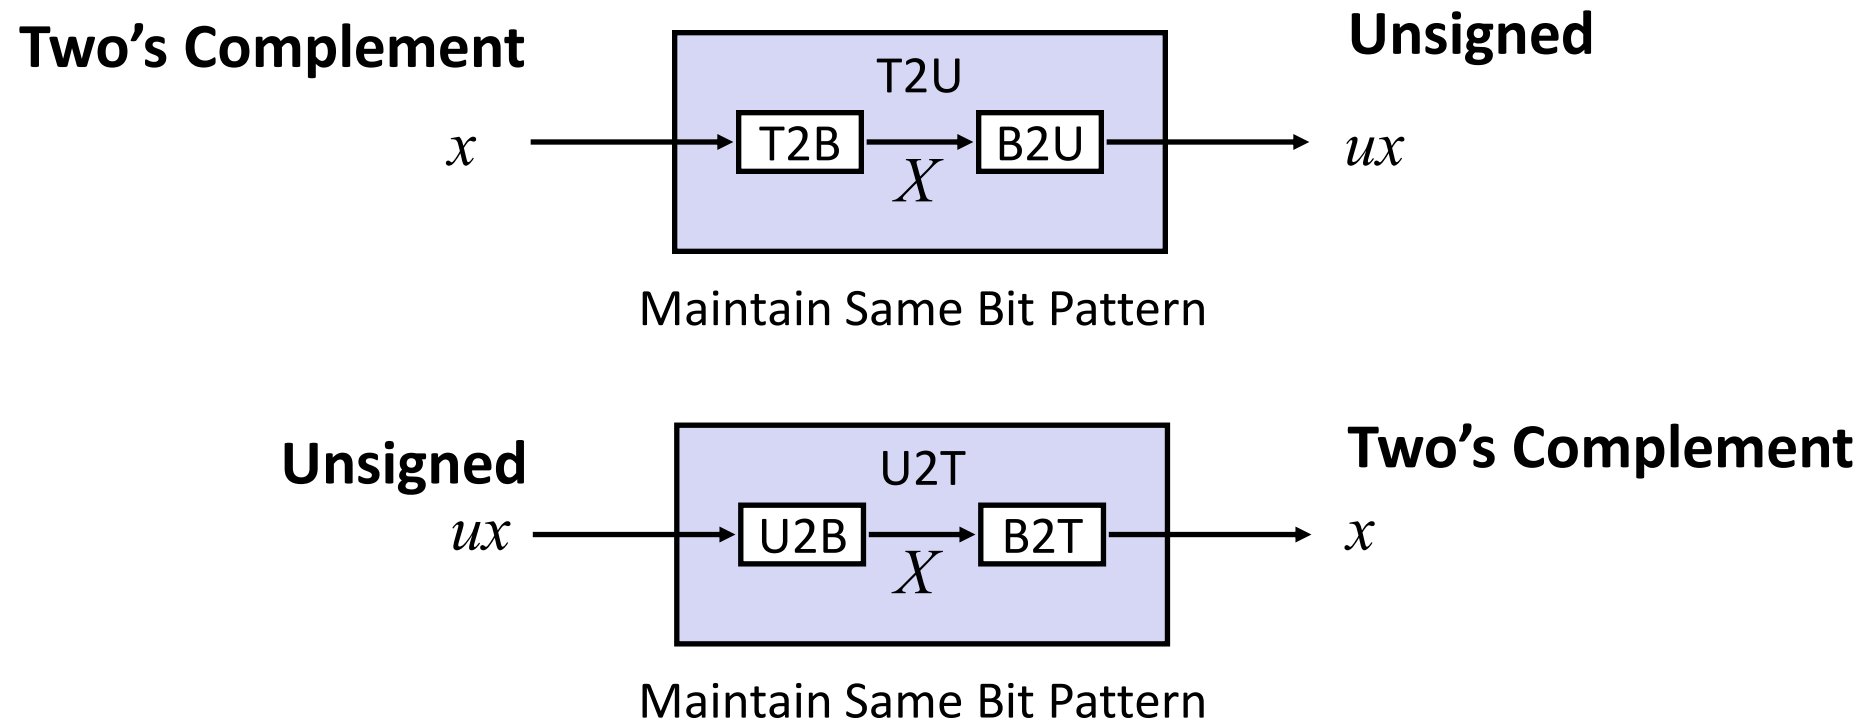 Two’s Complement
Unsigned
T2U
x
T2B
X
B2U
ux
Maintain Same Bit Pattern
Unsigned
Two’s Complement
U2T
ux
U2B
X
B2T
x
Maintain Same Bit Pattern